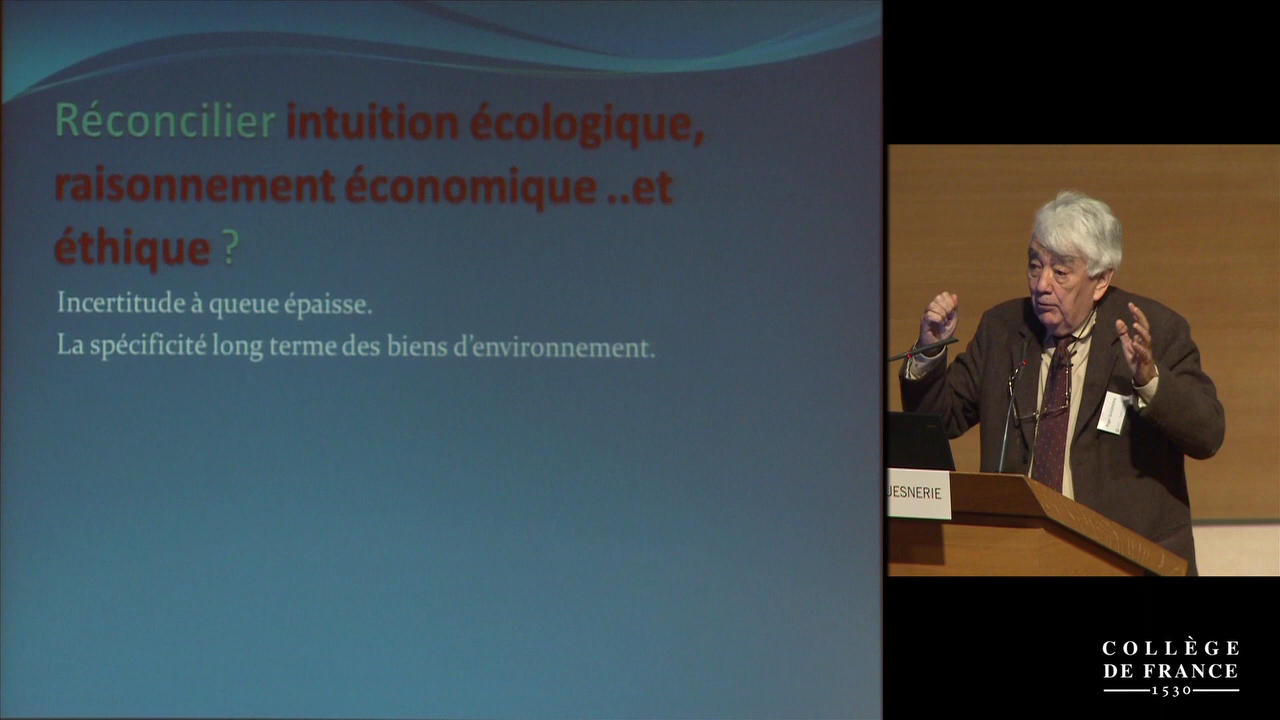 Réconcilier intuition écologique,
raisonnement économique ..et
éthique ?
Incertitude à queue épaisse.
La spécificité long terme des biens d'environnement.
JESNERIE
COLLÈGE
DE FRANCE
1530